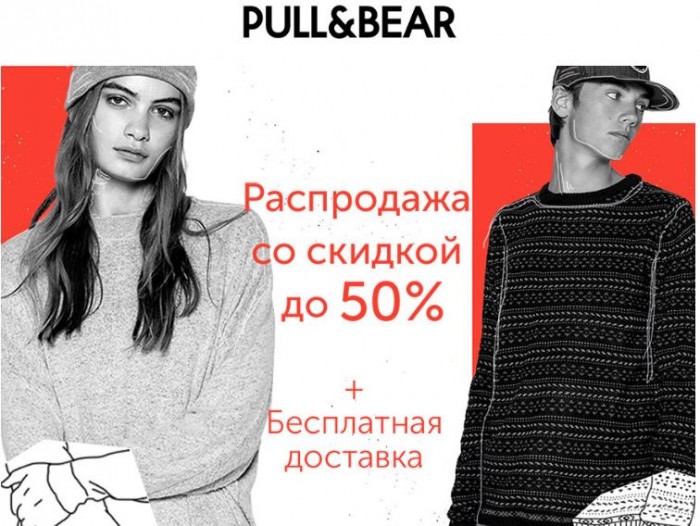 PULL&BEAR
Распродажа
со скидкой
до 50%
+
Бесплатная
доставка